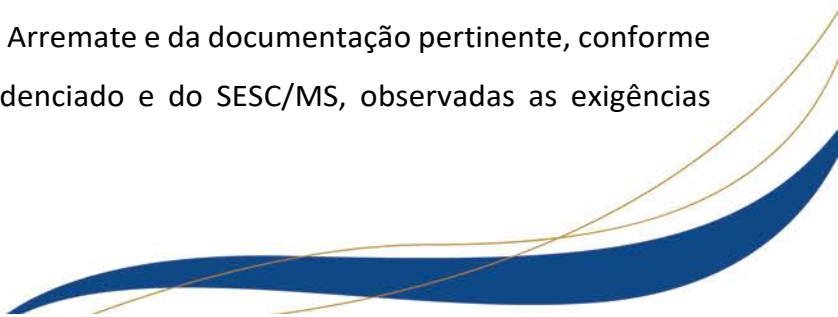 Arremate e da documentação pertinente, conforme
denciado e do SESC/MS, observadas as exigências